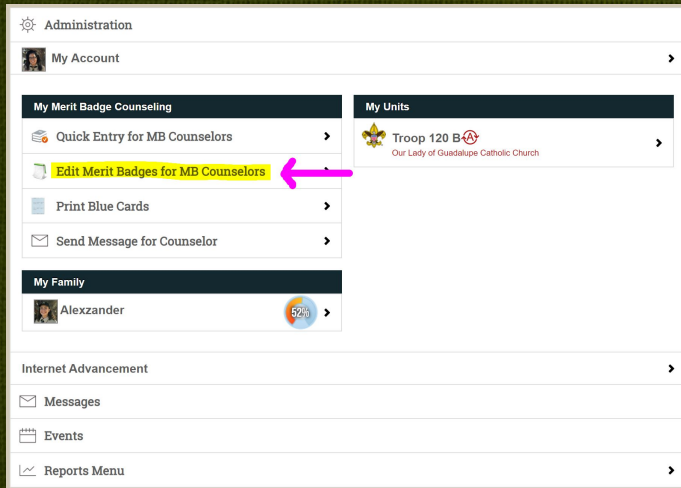 Administration
My Account
My Merit Badge Counseling
Quick Entry for MB Counselors
Edit Merit Badges for MB Counselors
Print Blue Cards
Send Message for Counselor
My Units
Troop 120 B A
Our Lady of Guadalupe Catholic Church
My Family
Alexzander
52%
Internet Advancement
Messages
Events
Reports Menu